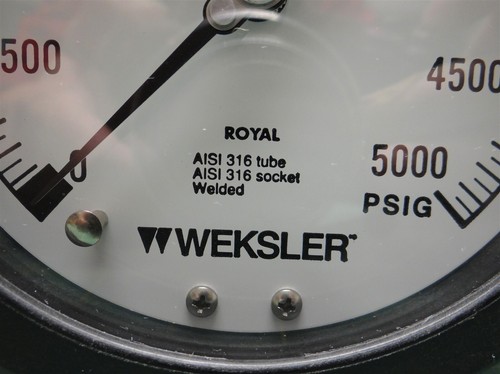 500
4500
0
5000
PSIG
ROYAL
AISI 316 tube
AISI 316 socket
Welded
WEKSLER